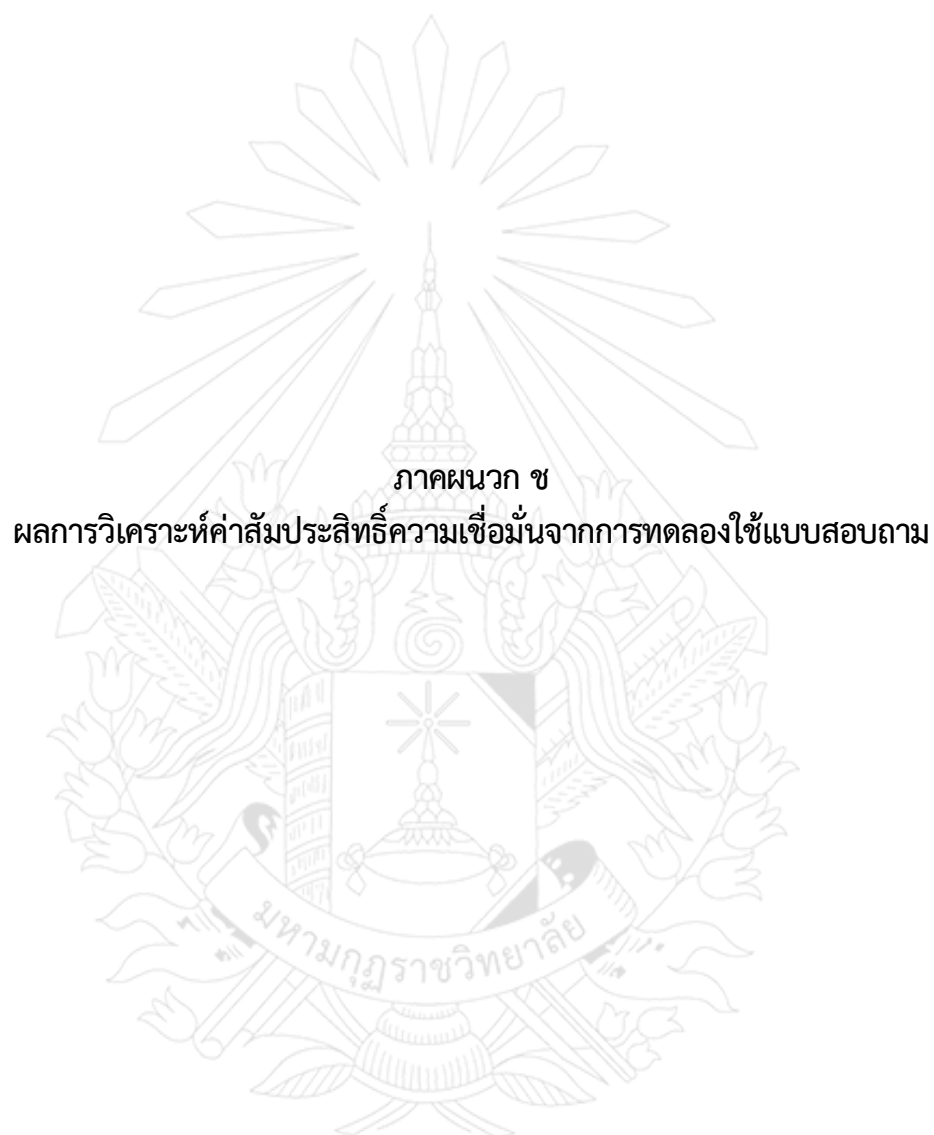 ภาคผนวก ช
ผลการวิเคราะห์ค่าสัมประสิทธิ์ความเชื่อมั่นจากการทดลองใช้แบบสอบถาม
มหามกุฏราชวิทยาลัย